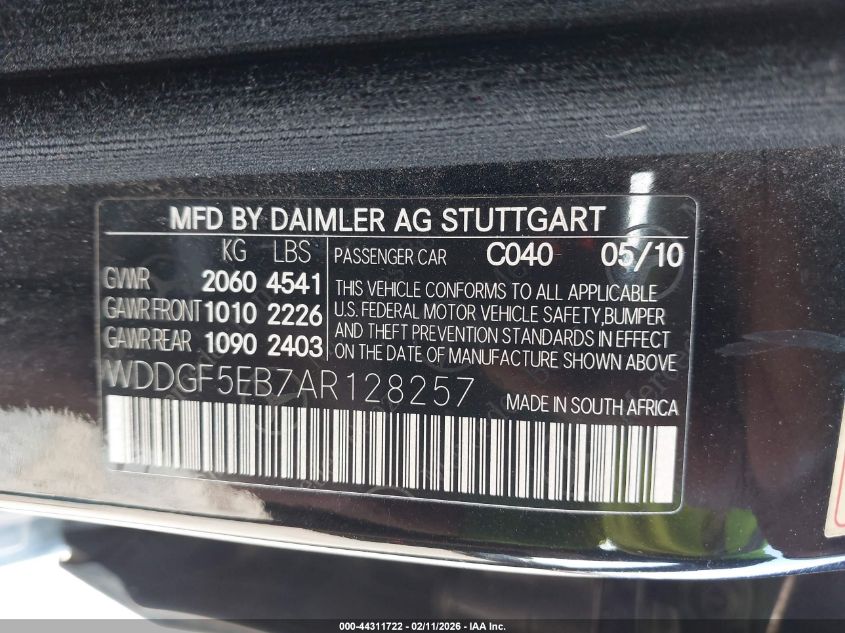 MFD BY DAIMLER AG STUTTGART
KG LBS
GVWR 2060 4541
GAWR FRONT 1010 2226
GAWR REAR 1090 2403
PASSENGER CAR C040 05/10
THIS VEHICLE CONFORMS TO ALL APPLICABLE
U.S. FEDERAL MOTOR VEHICLE SAFETY, BUMPER
AND THEFT PREVENTION STANDARDS IN EFFECT
ON THE DATE OF MANUFACTURE SHOWN ABOVE.
WDDGF5EB7AR128257
MADE IN SOUTH AFRICA
000-44311722 - 02/11/2026 - IAA Inc.